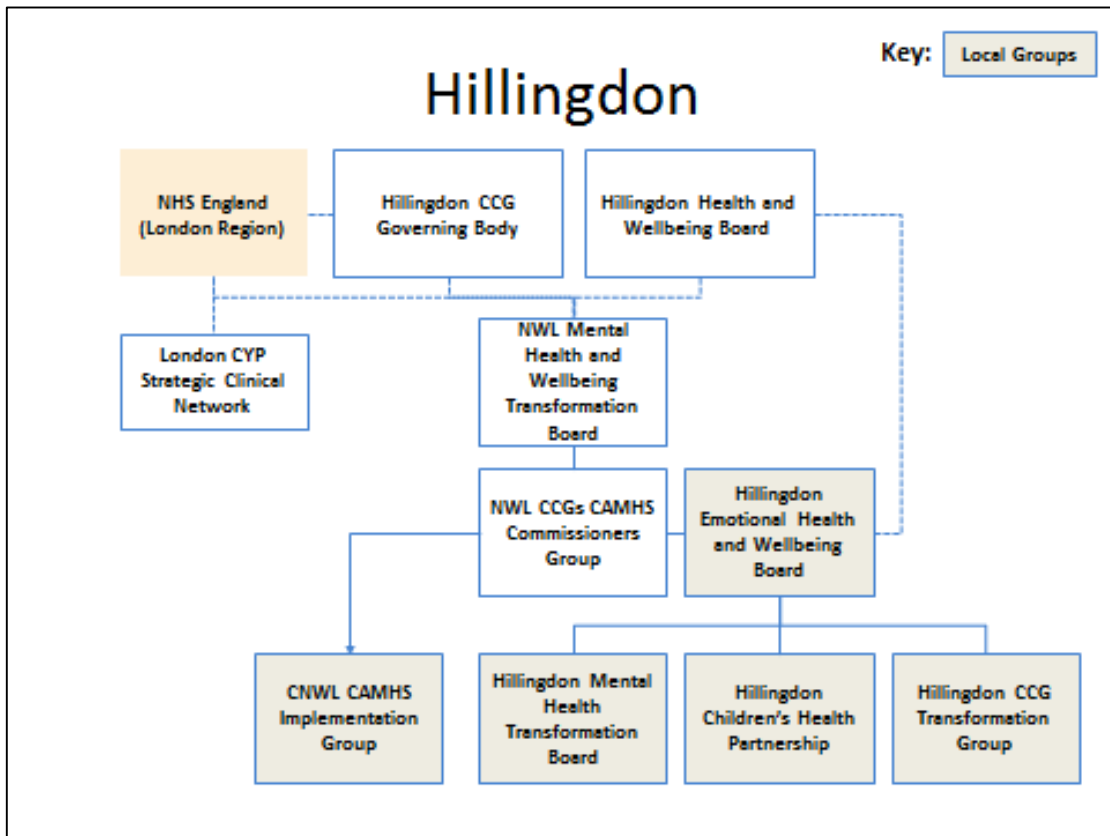 Key:
Local Groups
Hillingdon
NHS England
(London Region)
Hillingdon CCG
Governing Body
Hillingdon Health and
Wellbeing Board
London CYP
Strategic Clinical
Network
NWL Mental
Health and
Wellbeing
Transformation
Board
NWL CCGs CAMHS
Commissioners
Group
Hillingdon
Emotional Health
and Wellbeing
Board
CNWL CAMHS
Implementation
Group
Hillingdon Mental
Health
Transformation
Board
Hillingdon
Children's Health
Partnership
Hillingdon CCG
Transformation
Group